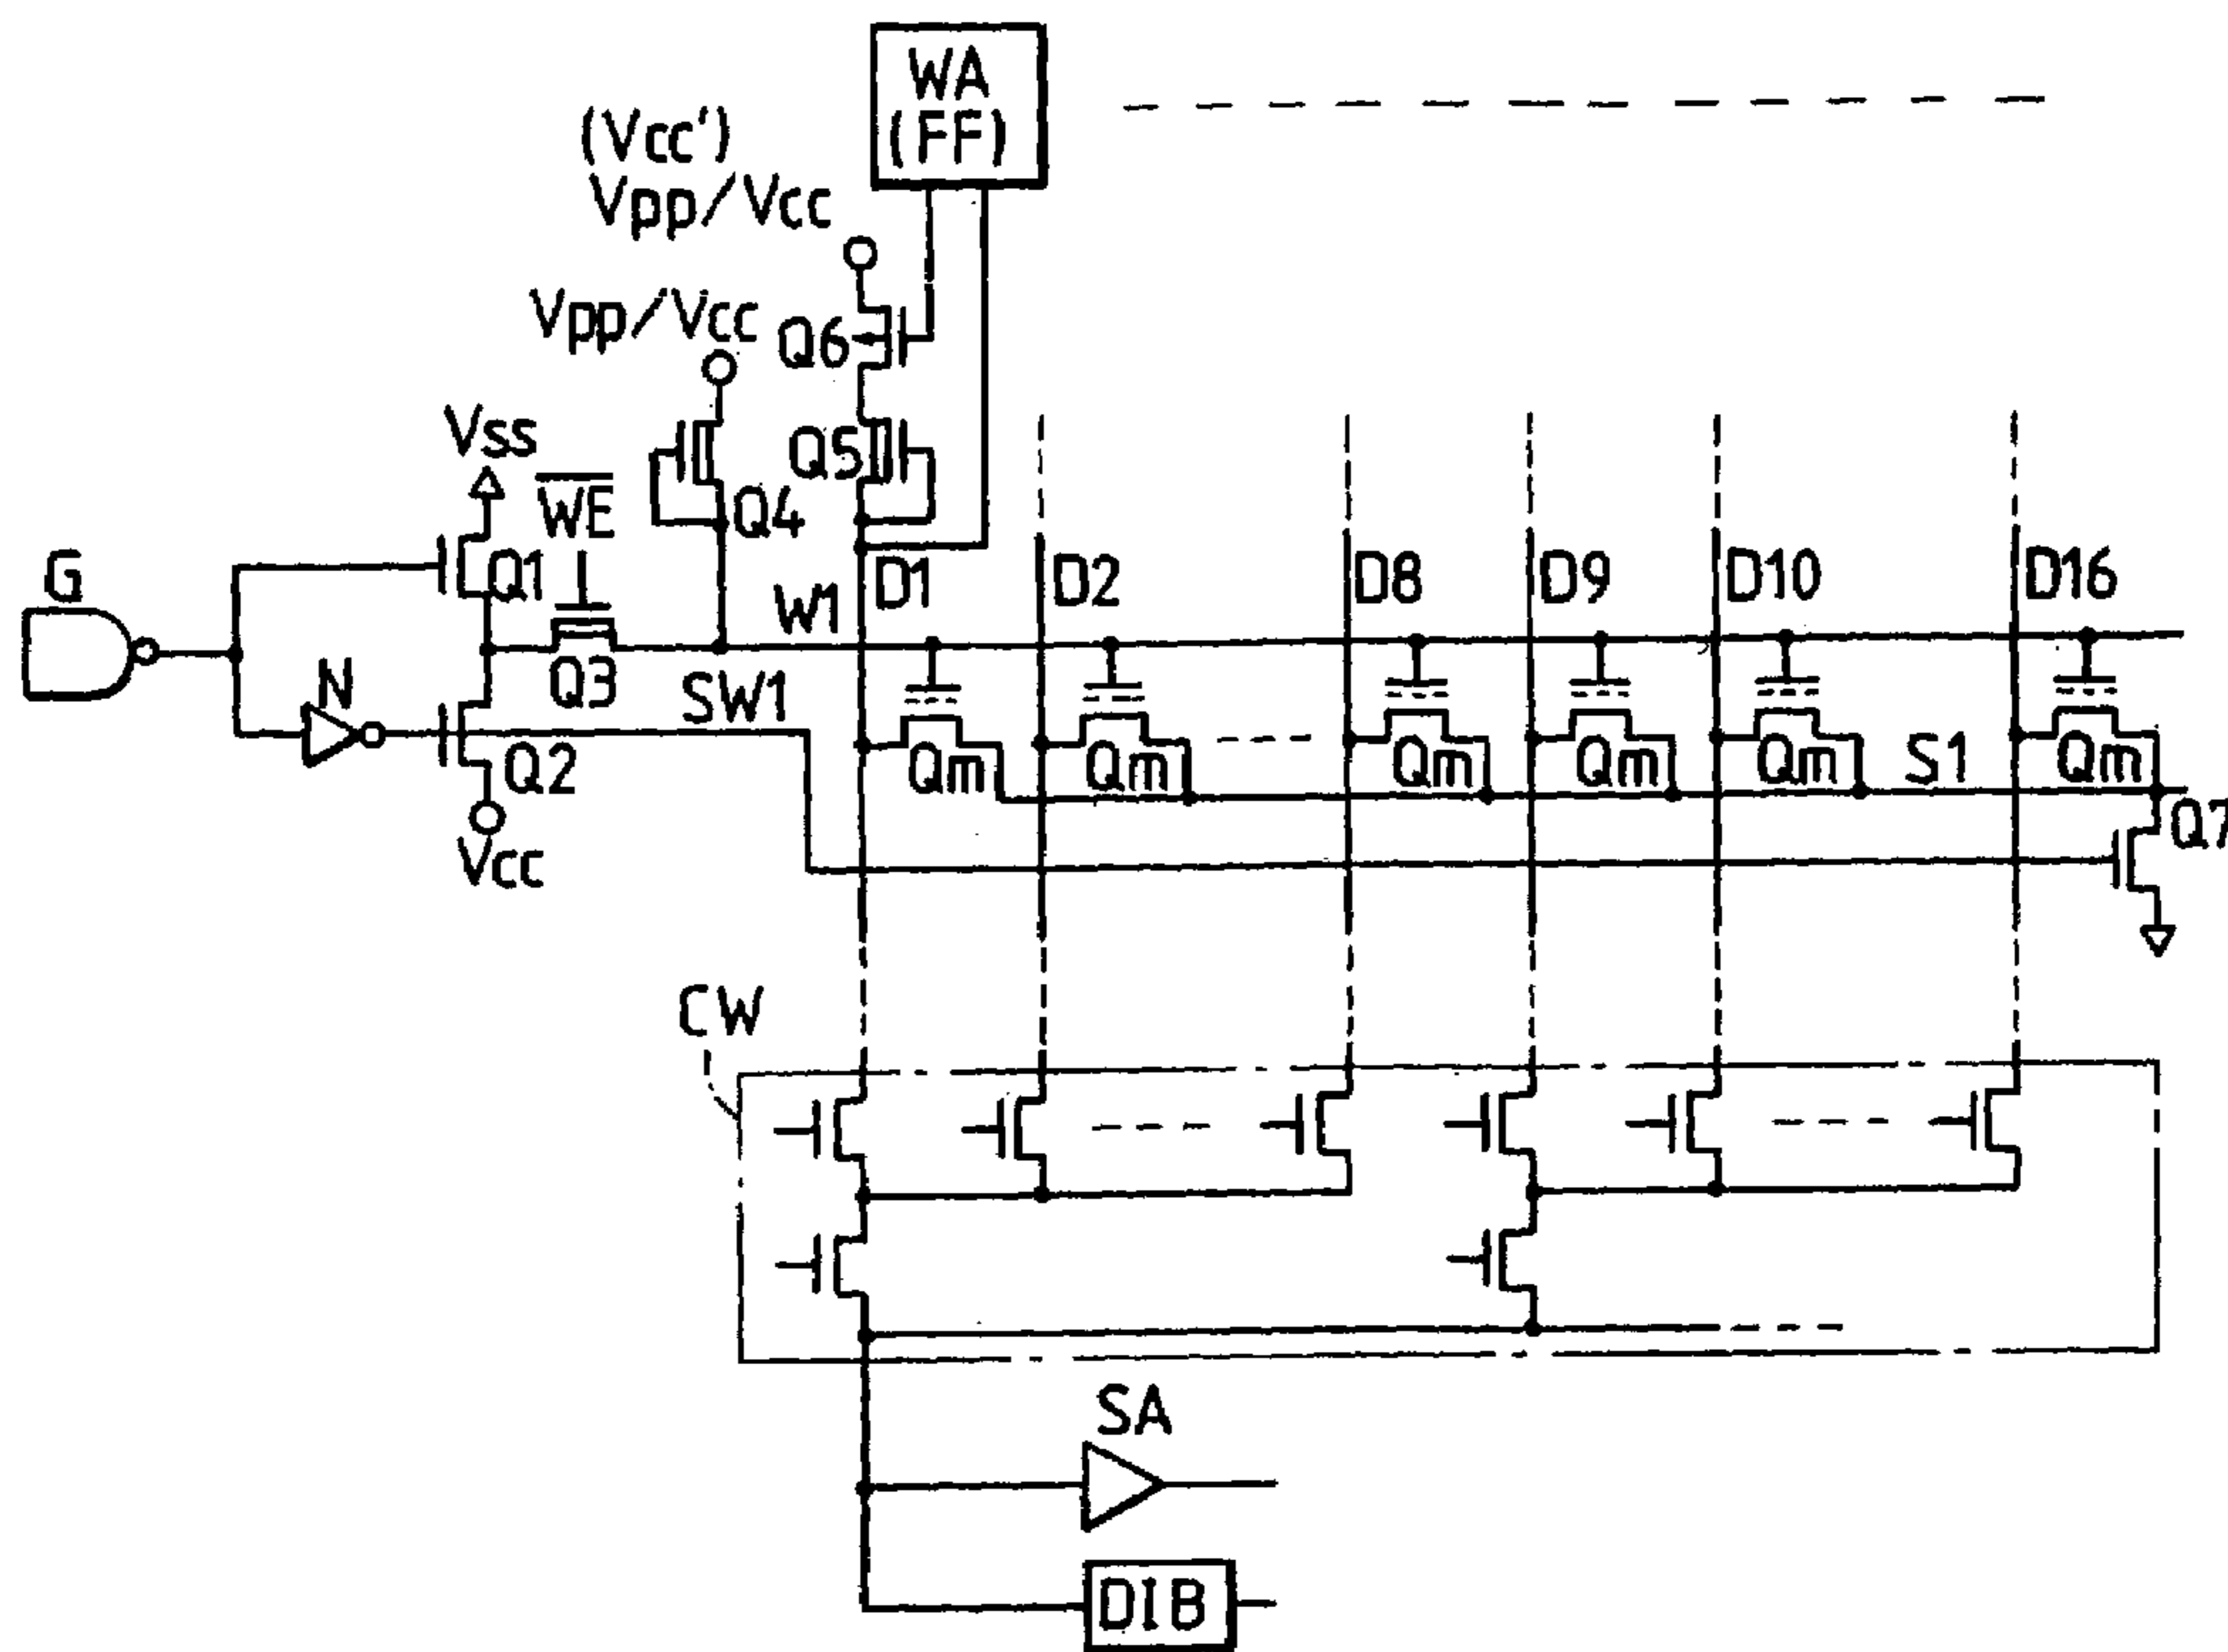 WA
(FF)
(Vcc')
Vpp/Vcc
Vpp/Vcc
Q6
Vss
Q5
W̅E̅
Q4
G
Q1
W1
D1
D2
D8
D9
D10
D16
N
Q3
SW1
Q2
Qm
Qm
Qm
Qm
Qm
S1
Qm
Q7
Vcc
CW
SA
DIB